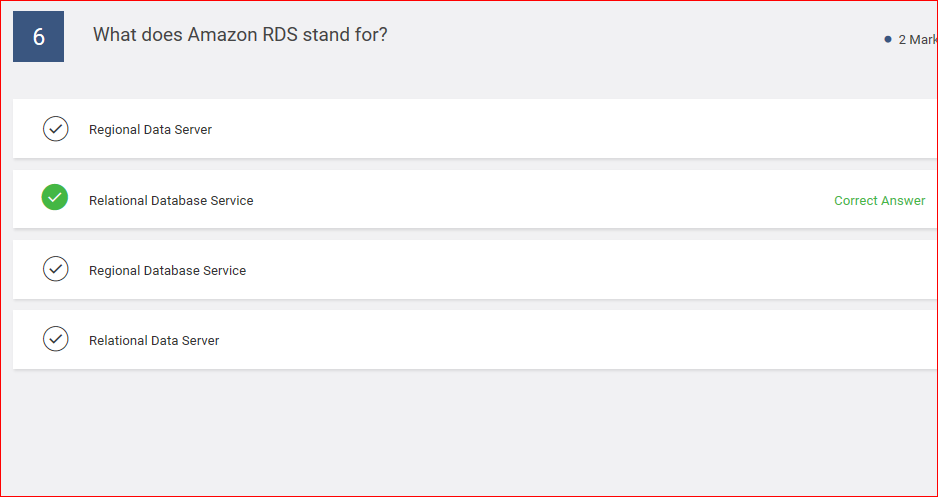 6
What does Amazon RDS stand for?
2 Mark
Regional Data Server
Relational Database Service
Correct Answer
Regional Database Service
Relational Data Server